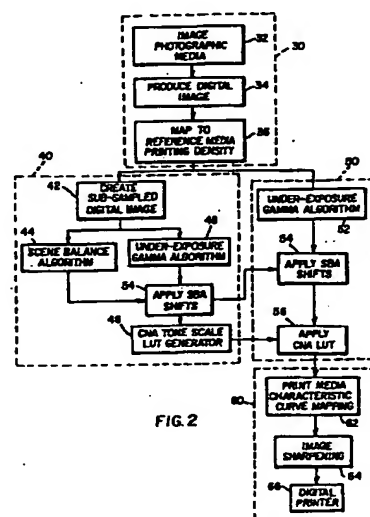 IMAGE
PHOTOGRAPHIC
MEDIA
32
30
PRODUCE DIGITAL
IMAGE
34
MAP TO
REFERENCE MEDIA
PRINTING DENSITY
36
40
42
CREATE
SUB-SAMPLED
DIGITAL IMAGE
44
SCENE BALANCE
ALGORITHM
48
UNDER-EXPOSURE
GAMMA ALGORITHM
54
APPLY SBA
SHIFTS
46
CNA TONE SCALE
LUT GENERATOR
50
UNDER-EXPOSURE
GAMMA ALGORITHM
52
54
APPLY SBA
SHIFTS
56
APPLY
CNA LUT
60
PRINT MEDIA
CHARACTERISTIC
CURVE MAPPING
62
IMAGE
SHARPENING
64
DIGITAL
PRINTER
66
FIG. 2